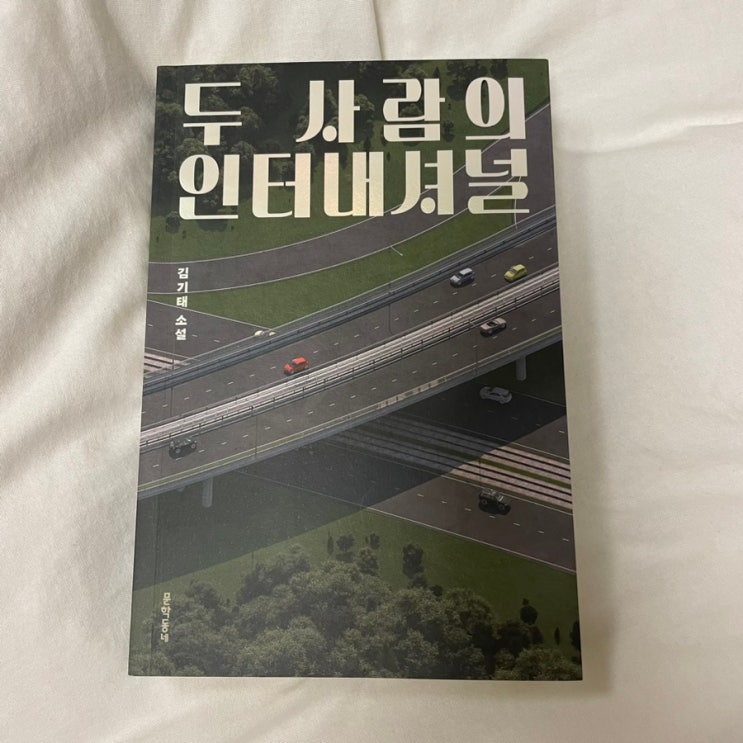 두 사람의
인터내셔널
김기태 소설
문학동네